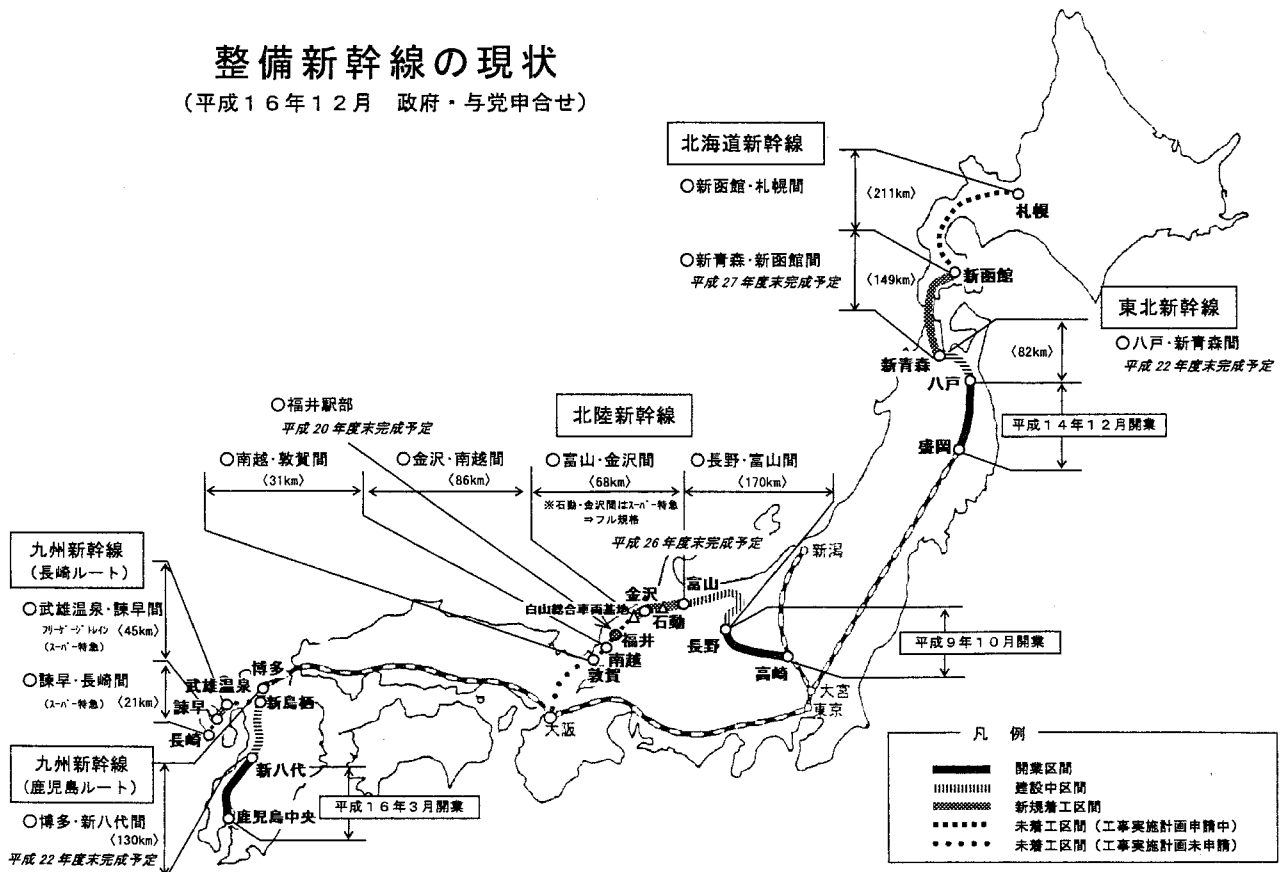 整備新幹線の現状
（平成１６年１２月　政府・与党申合せ）
北海道新幹線
○新函館・札幌間
〈211km〉
札幌
○新青森・新函館間
平成27年度末完成予定
〈149km〉
新函館
東北新幹線
○八戸・新青森間
平成22年度末完成予定
〈82km〉
新青森
八戸
平成１４年１２月開業
盛岡
○福井駅部
平成20年度末完成予定
北陸新幹線
○南越・敦賀間
〈31km〉
○金沢・南越間
〈86km〉
○富山・金沢間
〈68km〉
※石動・金沢間はスーパー特急
⇒フル規格
○長野・富山間
〈170km〉
平成26年度末完成予定
新潟
富山
金沢
石動
白山総合車両基地
福井
南越
敦賀
長野
高崎
平成９年１０月開業
大宮
東京
大阪
九州新幹線
（長崎ルート）
○武雄温泉・諫早間
フリーゲージトレイン〈45km〉
（スーパー特急）
○諫早・長崎間
（スーパー特急）〈21km〉
博多
武雄温泉
新鳥栖
諫早
長崎
九州新幹線
（鹿児島ルート）
○博多・新八代間
〈130km〉
平成22年度末完成予定
新八代
平成１６年３月開業
鹿児島中央
凡　例
開業区間
建設中区間
新規着工区間
未着工区間（工事実施計画申請中）
未着工区間（工事実施計画未申請）